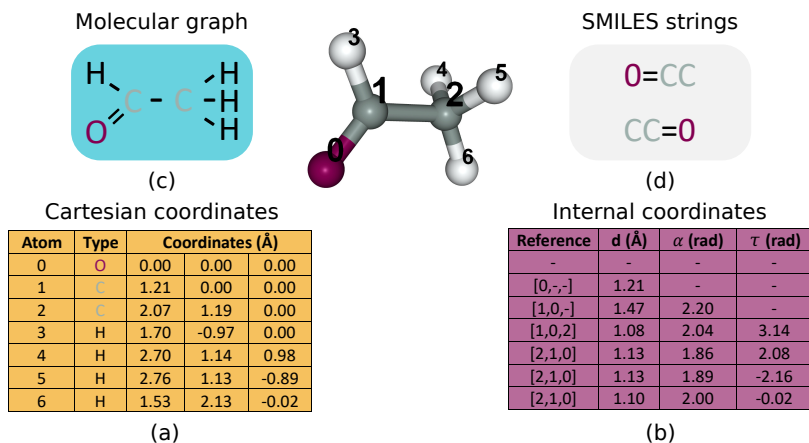 Molecular graph
SMILES strings
H H
C – C – H
O H
O=CC
CC=O
3
1
4
2
5
0
6
(c)
(d)
Cartesian coordinates
Internal coordinates
Atom Type Coordinates (Å)
0 O 0.00 0.00 0.00
1 C 1.21 0.00 0.00
2 C 2.07 1.19 0.00
3 H 1.70 -0.97 0.00
4 H 2.70 1.14 0.98
5 H 2.76 1.13 -0.89
6 H 1.53 2.13 -0.02
(a)
Reference d (Å) α (rad) τ (rad)
- - - -
[0,-,-] 1.21 - -
[1,0,-] 1.47 2.20 -
[1,0,2] 1.08 2.04 3.14
[2,1,0] 1.13 1.86 2.08
[2,1,0] 1.13 1.89 -2.16
[2,1,0] 1.10 2.00 -0.02
(b)